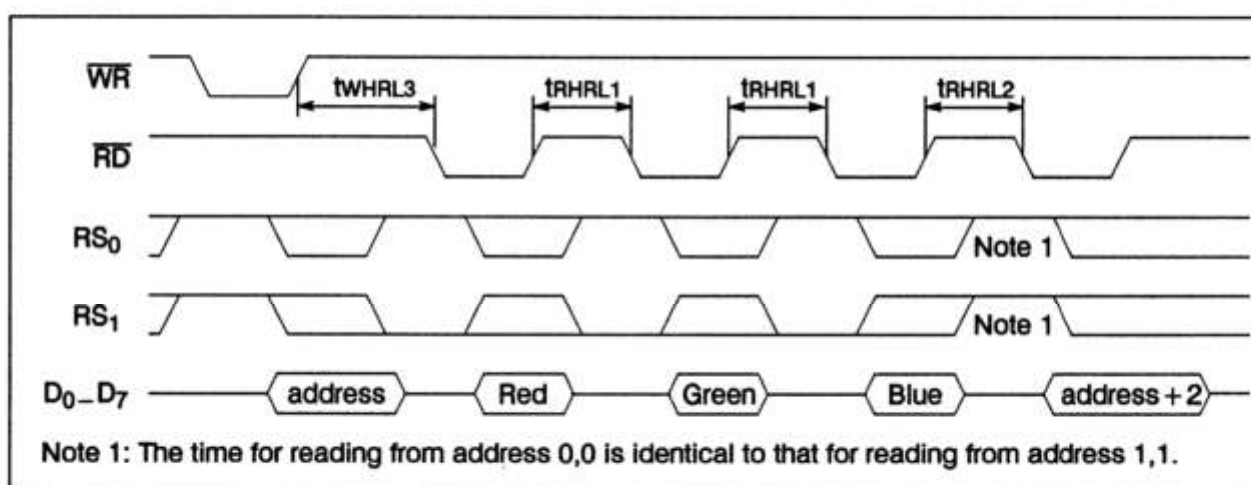 WR
tWHRL3 tRHRL1 tRHRL1 tRHRL2
RD
RS0 Note 1
RS1 Note 1
D0–D7 address Red Green Blue address + 2
Note 1: The time for reading from address 0,0 is identical to that for reading from address 1,1.